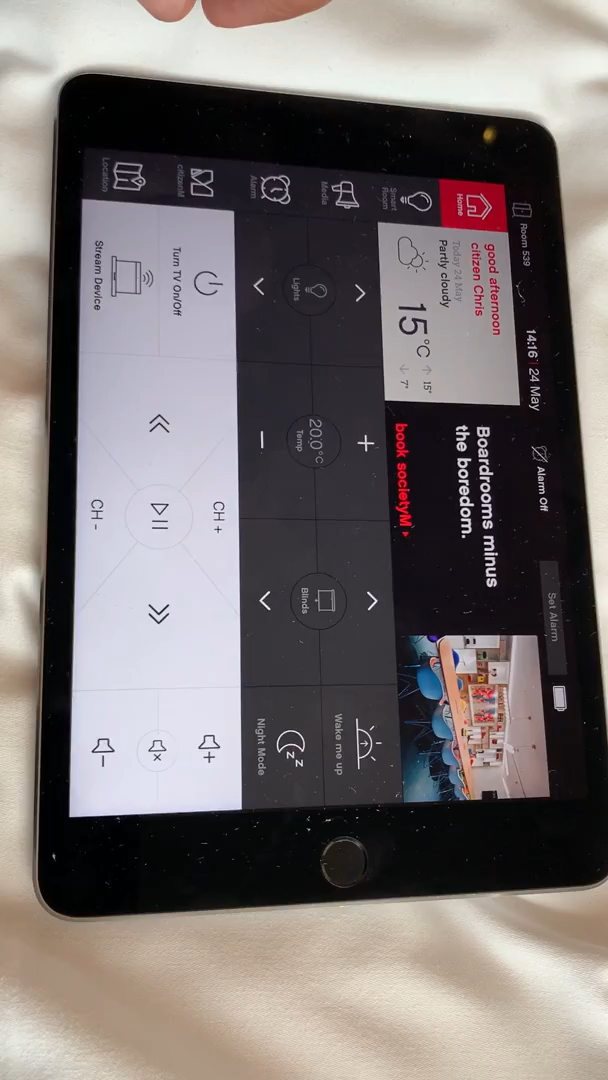 Room 539
14:16 | 24 May
Alarm Off
Set Alarm
Home
Smart
Room
Media
Alarm
citizenM
Location
good afternoon
citizen Chris
Today 24 May
Partly cloudy
15°C
15°
7°
Boardrooms minus
the boredom.
book societyM
Lights
20.0°C
Temp
Blinds
Wake me up
Night Mode
Turn TV On/Off
Stream Device
CH +
CH -